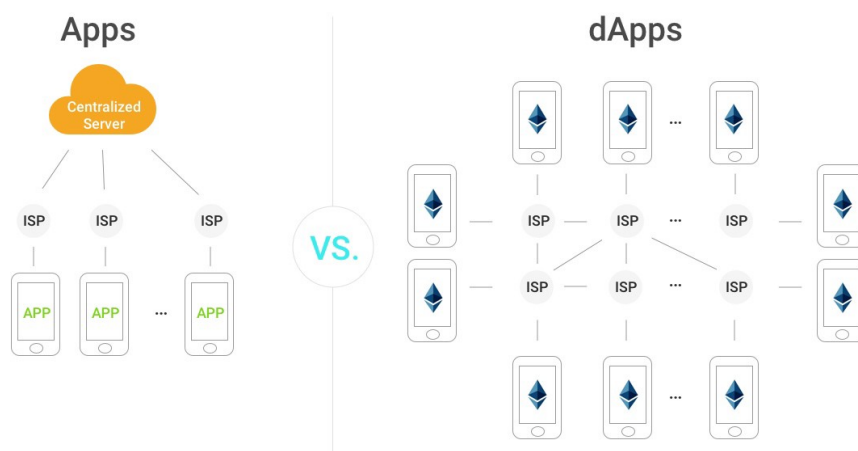 Apps
dApps
Centralized
Server
ISP
ISP
ISP
APP
APP
...
APP
VS.
...
ISP
ISP
...
ISP
ISP
ISP
...
ISP
...